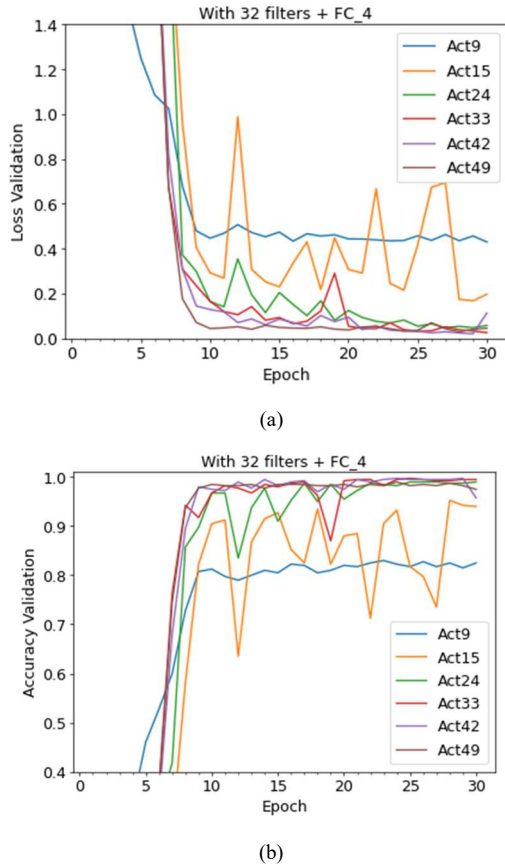 With 32 filters + FC_4
1.4
1.2
1.0
0.8
0.6
0.4
0.2
0.0
Loss Validation
Act9
Act15
Act24
Act33
Act42
Act49
0 5 10 15 20 25 30
Epoch
(a)
With 32 filters + FC_4
1.0
0.9
0.8
0.7
0.6
0.5
0.4
Accuracy Validation
Act9
Act15
Act24
Act33
Act42
Act49
0 5 10 15 20 25 30
Epoch
(b)